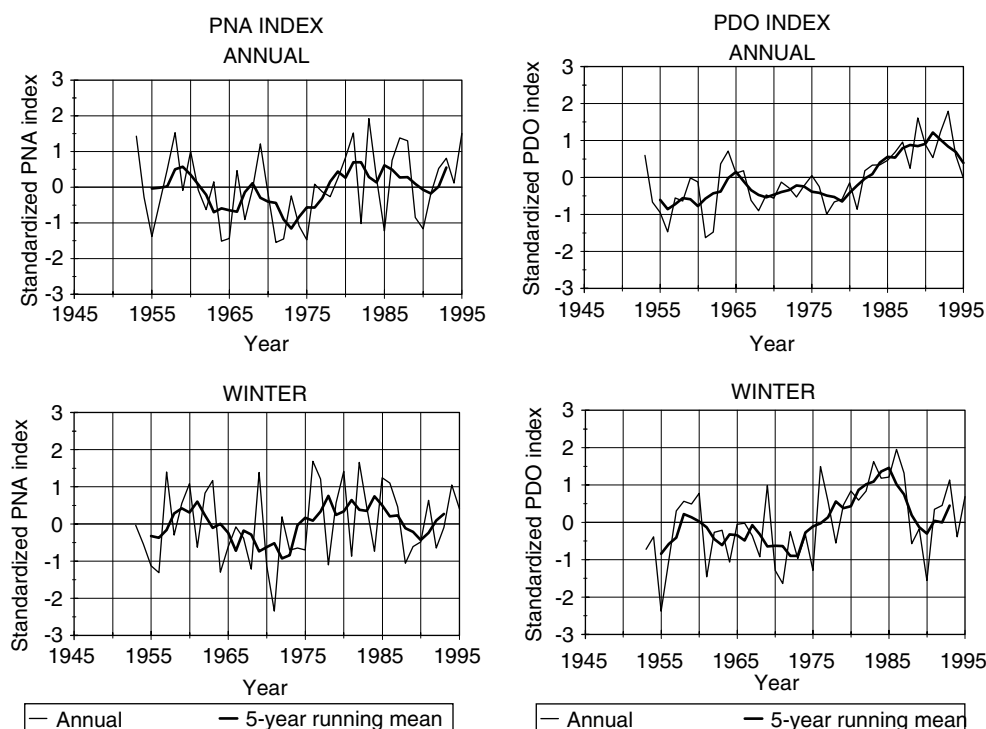 PNA INDEX
ANNUAL
Standardized PNA index
3
2
1
0
-1
-2
-3
1945 1955 1965 1975 1985 1995
Year
PDO INDEX
ANNUAL
Standardized PDO index
3
2
1
0
-1
-2
-3
1945 1955 1965 1975 1985 1995
Year
WINTER
Standardized PNA index
3
2
1
0
-1
-2
-3
1945 1955 1965 1975 1985 1995
Year
Annual 5-year running mean
WINTER
Standardized PDO index
3
2
1
0
-1
-2
-3
1945 1955 1965 1975 1985 1995
Year
Annual 5-year running mean